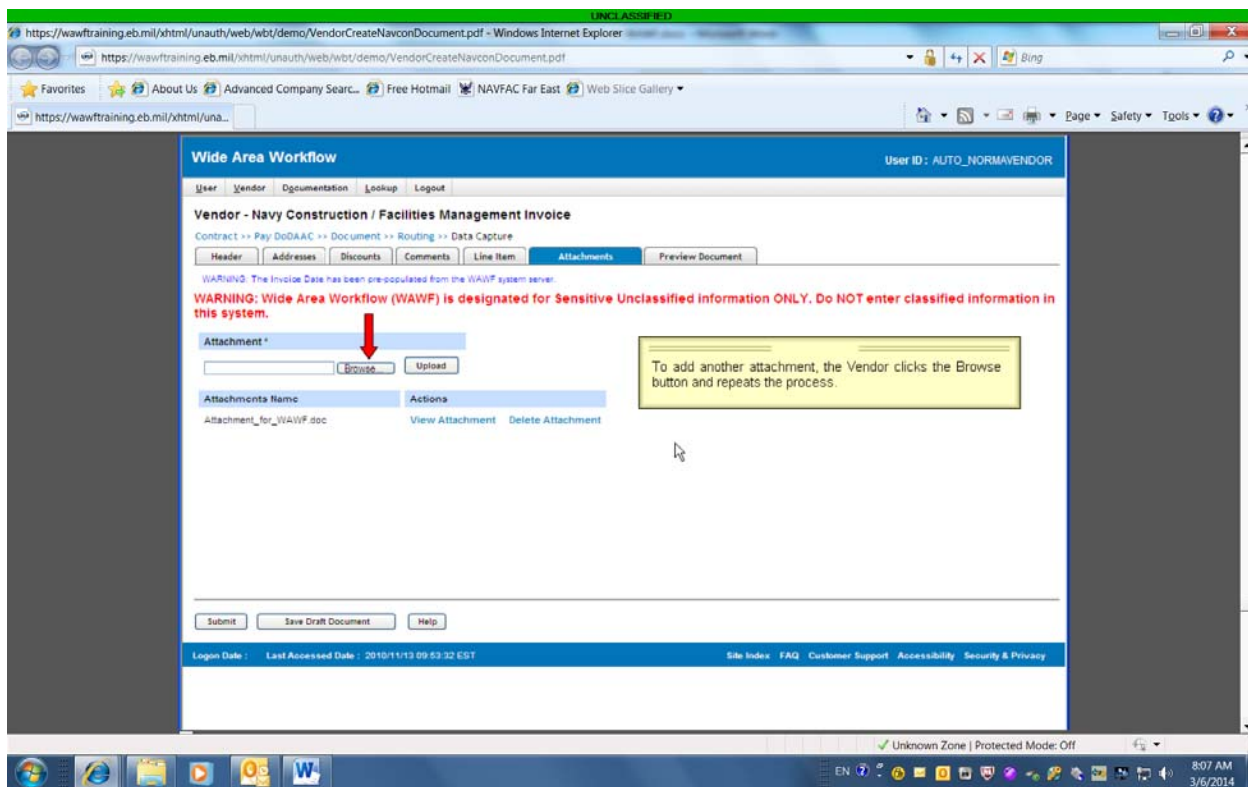 UNCLASSIFIED
https://wawftraining.eb.mil/xhtml/unauth/web/wbt/demo/VendorCreateNavconDocument.pdf - Windows Internet Explorer
https://wawftraining.eb.mil/xhtml/unauth/web/wbt/demo/VendorCreateNavconDocument.pdf
Bing
Favorites About Us Advanced Company Searc... Free Hotmail NAVFAC Far East Web Slice Gallery
https://wawftraining.eb.mil/xhtml/una...
Page Safety Tools
Wide Area Workflow
User ID : AUTO_NORMAVENDOR
User Vendor Documentation Lookup Logout
Vendor - Navy Construction / Facilities Management Invoice
Contract >> Pay DoDAAC >> Document >> Routing >> Data Capture
Header Addresses Discounts Comments Line Item Attachments Preview Document
WARNING: The Invoice Date has been pre-populated from the WAWF system server.
WARNING: Wide Area Workflow (WAWF) is designated for Sensitive Unclassified information ONLY. Do NOT enter classified information in
this system.
Attachment *
Browse... Upload
To add another attachment, the Vendor clicks the Browse
button and repeats the process.
Attachments Name Actions
Attachment_for_WAWF.doc View Attachment Delete Attachment
Submit Save Draft Document Help
Logon Date : Last Accessed Date : 2010/11/13 09:53:32 EST
Site Index FAQ Customer Support Accessibility Security & Privacy
Unknown Zone | Protected Mode: Off
EN
8:07 AM
3/6/2014